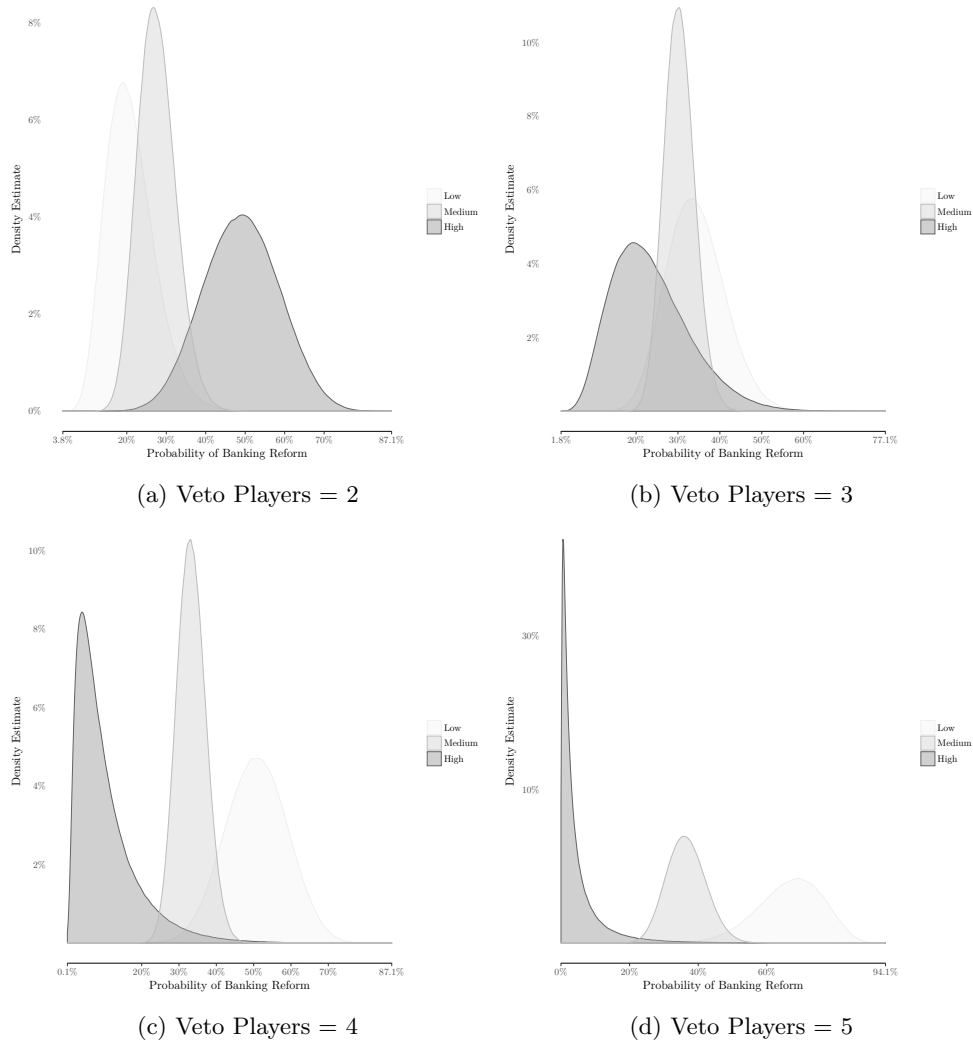 8%
6%
4%
2%
0%
Density Estimate
Low
Medium
High
3.8% 20% 30% 40% 50% 60% 70% 87.1%
Probability of Banking Reform
(a) Veto Players = 2
10%
8%
6%
4%
2%
Density Estimate
Low
Medium
High
1.8% 20% 30% 40% 50% 60% 77.1%
Probability of Banking Reform
(b) Veto Players = 3
10%
8%
6%
4%
2%
Density Estimate
Low
Medium
High
0.1% 20% 30% 40% 50% 60% 70% 87.1%
Probability of Banking Reform
(c) Veto Players = 4
30%
10%
Density Estimate
Low
Medium
High
0% 20% 40% 60% 94.1%
Probability of Banking Reform
(d) Veto Players = 5